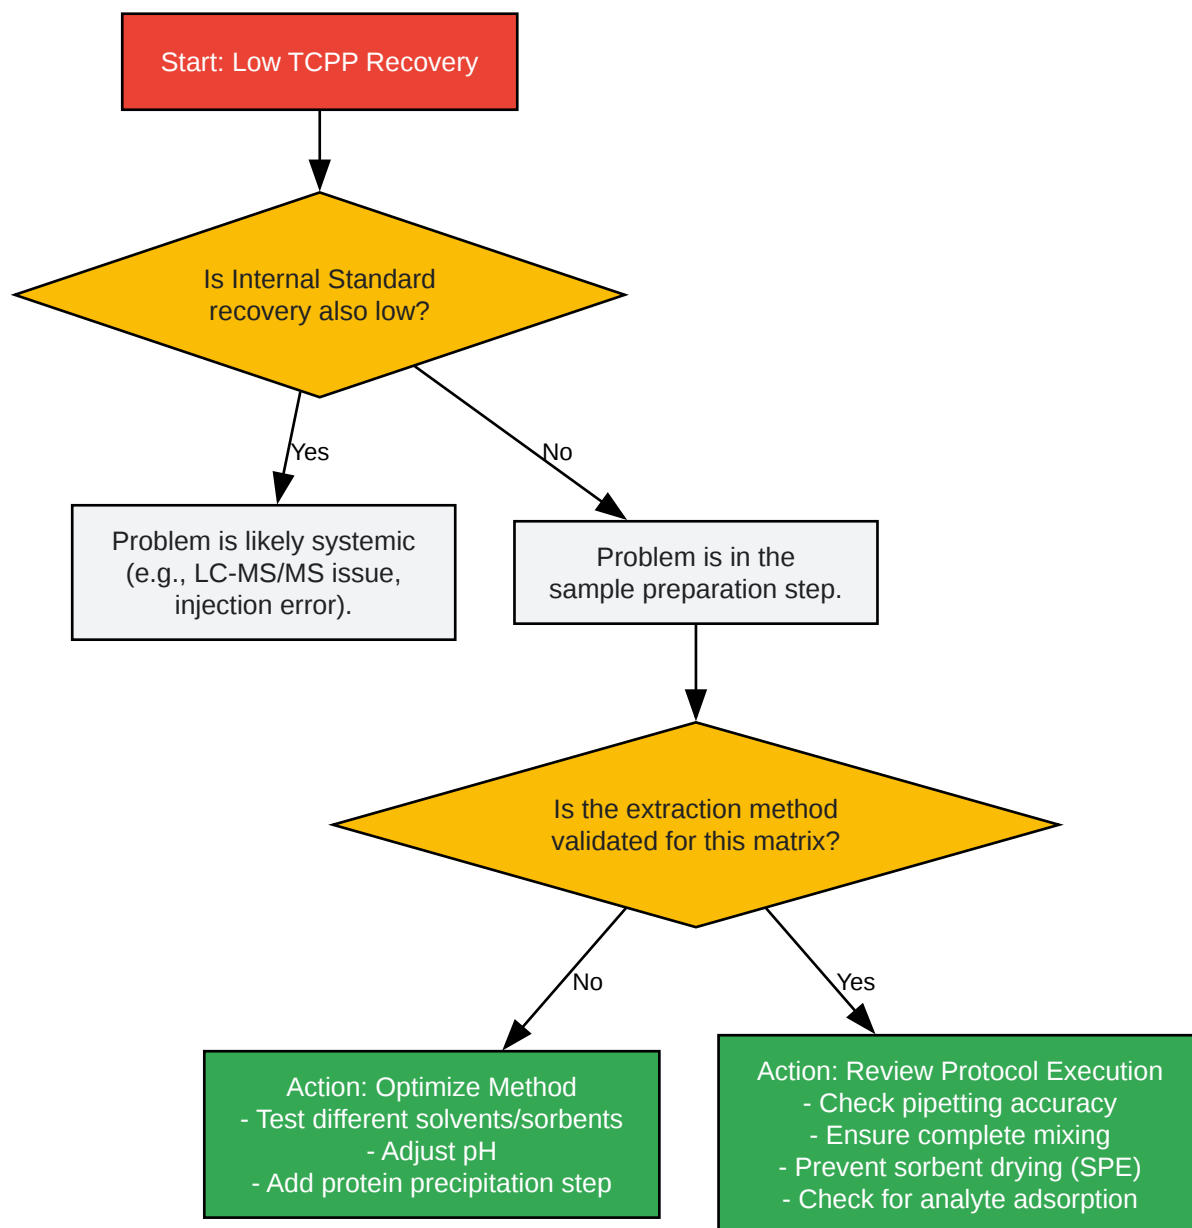 Start: Low TCPP Recovery
Is Internal Standard
recovery also low?
Yes
No
Problem is likely systemic
(e.g., LC-MS/MS issue,
injection error).
Problem is in the
sample preparation step.
Is the extraction method
validated for this matrix?
No
Yes
Action: Optimize Method
- Test different solvents/sorbents
- Adjust pH
- Add protein precipitation step
Action: Review Protocol Execution
- Check pipetting accuracy
- Ensure complete mixing
- Prevent sorbent drying (SPE)
- Check for analyte adsorption